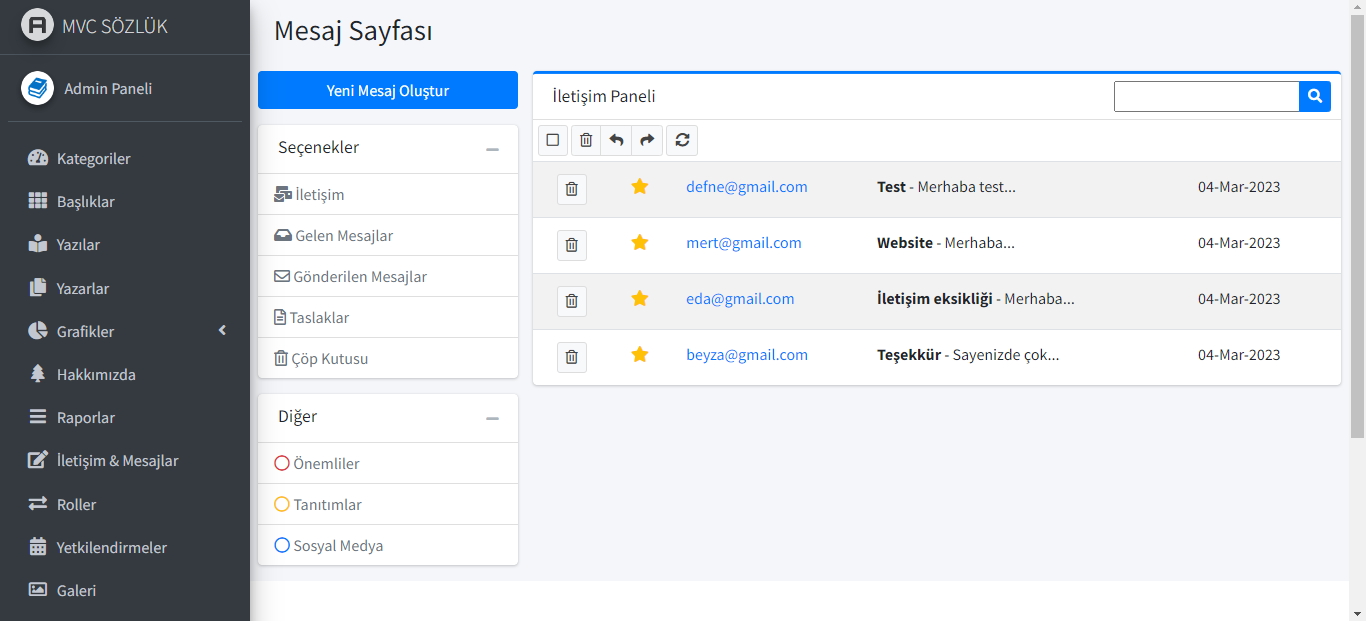 MVC SÖZLÜK
Admin Paneli
Kategoriler
Başlıklar
Yazılar
Yazarlar
Grafikler
Hakkımızda
Raporlar
İletişim & Mesajlar
Roller
Yetkilendirmeler
Galeri
Mesaj Sayfası
Yeni Mesaj Oluştur
Seçenekler
İletişim
Gelen Mesajlar
Gönderilen Mesajlar
Taslaklar
Çöp Kutusu
Diğer
Önemliler
Tanıtımlar
Sosyal Medya
İletişim Paneli
defne@gmail.com Test - Merhaba test... 04-Mar-2023
mert@gmail.com Website - Merhaba... 04-Mar-2023
eda@gmail.com İletişim eksikliği - Merhaba... 04-Mar-2023
beyza@gmail.com Teşekkür - Sayenizde çok... 04-Mar-2023